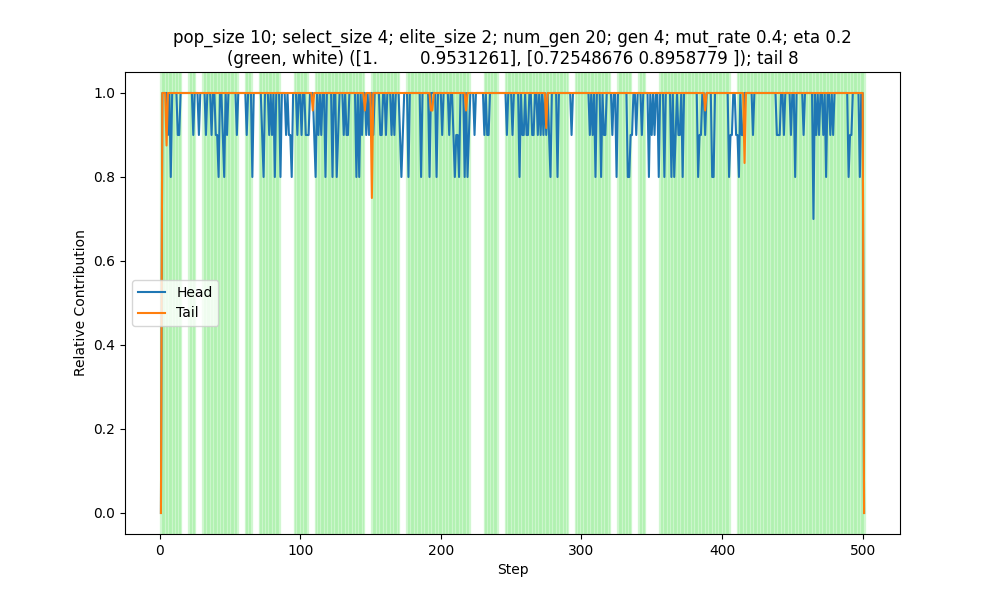 pop_size 10; select_size 4; elite_size 2; num_gen 20; gen 4; mut_rate 0.4; eta 0.2
(green, white) ([1.        0.9531261], [0.72548676 0.8958779 ]); tail 8
1.0
0.8
0.6
0.4
0.2
0.0
Relative Contribution
Head
Tail
0 100 200 300 400 500
Step